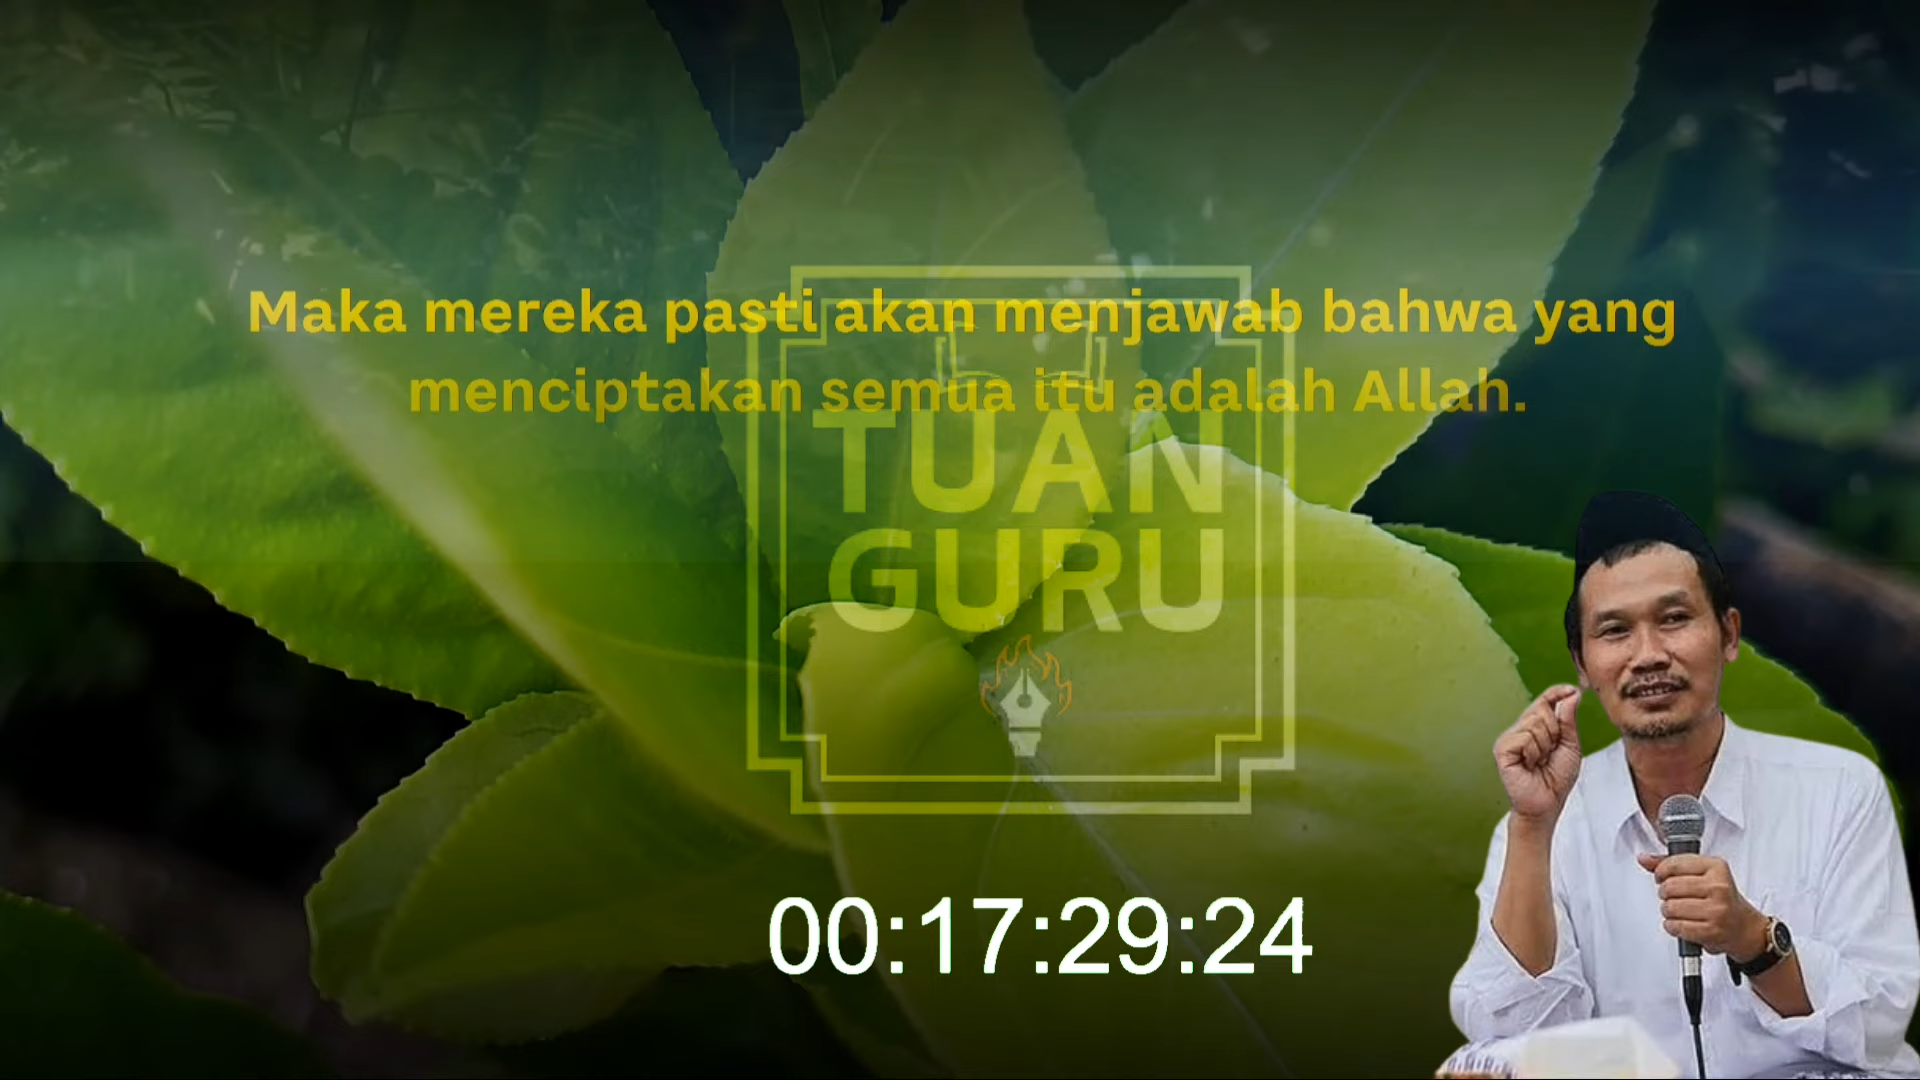 Maka mereka pasti akan menjawab bahwa yang
menciptakan semua itu adalah Allah.
TUAN
GURU
00:17:29:24